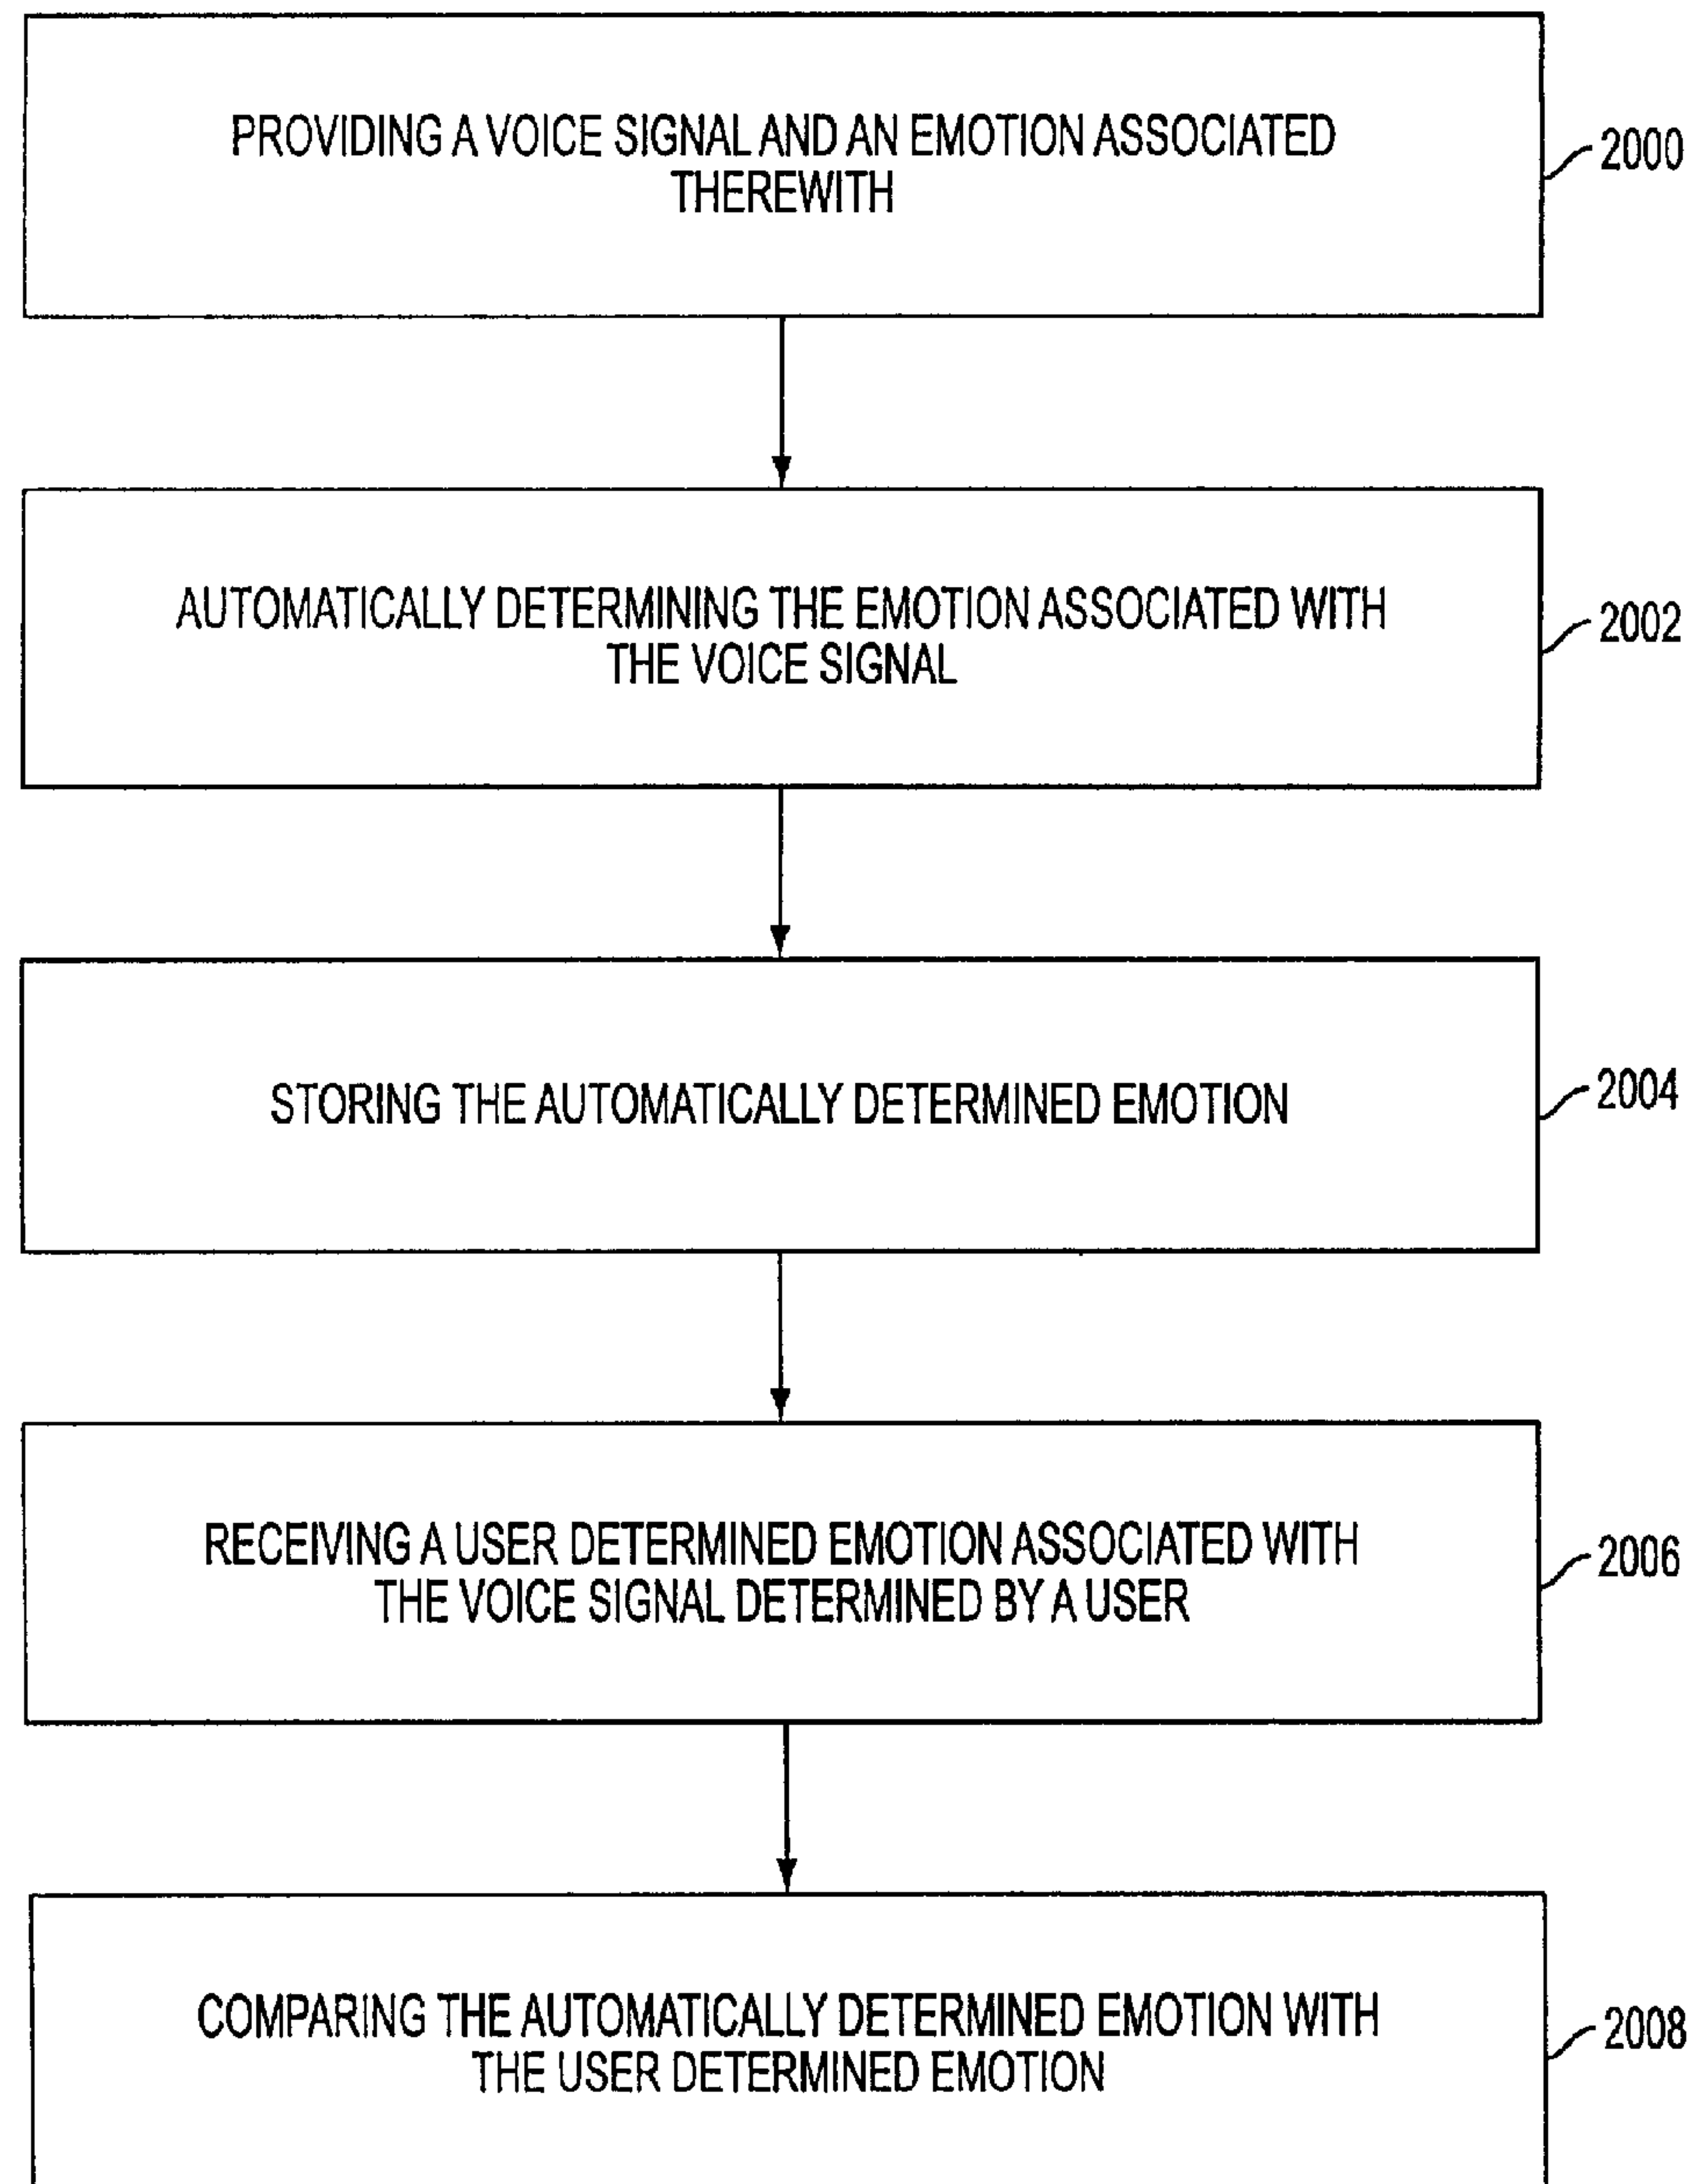 PROVIDING A VOICE SIGNAL AND AN EMOTION ASSOCIATED
THEREWITH
2000
AUTOMATICALLY DETERMINING THE EMOTION ASSOCIATED WITH
THE VOICE SIGNAL
2002
STORING THE AUTOMATICALLY DETERMINED EMOTION
2004
RECEIVING A USER DETERMINED EMOTION ASSOCIATED WITH
THE VOICE SIGNAL DETERMINED BY A USER
2006
COMPARING THE AUTOMATICALLY DETERMINED EMOTION WITH
THE USER DETERMINED EMOTION
2008